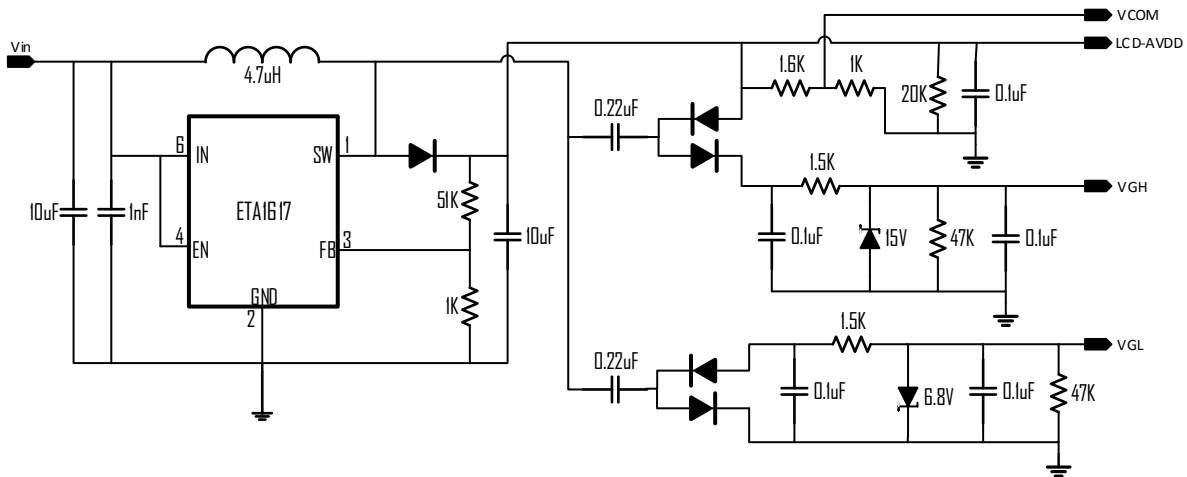 VCOM
Vin
LCD-AVDD
4.7uH
1.6K
1K
20K
0.1uF
0.22uF
6
IN
SW
1
1.5K
VGH
51K
10uF
1nF
ETA1617
10uF
0.1uF
15V
47K
0.1uF
4
EN
FB
3
GND
2
1K
1.5K
VGL
0.22uF
0.1uF
6.8V
0.1uF
47K